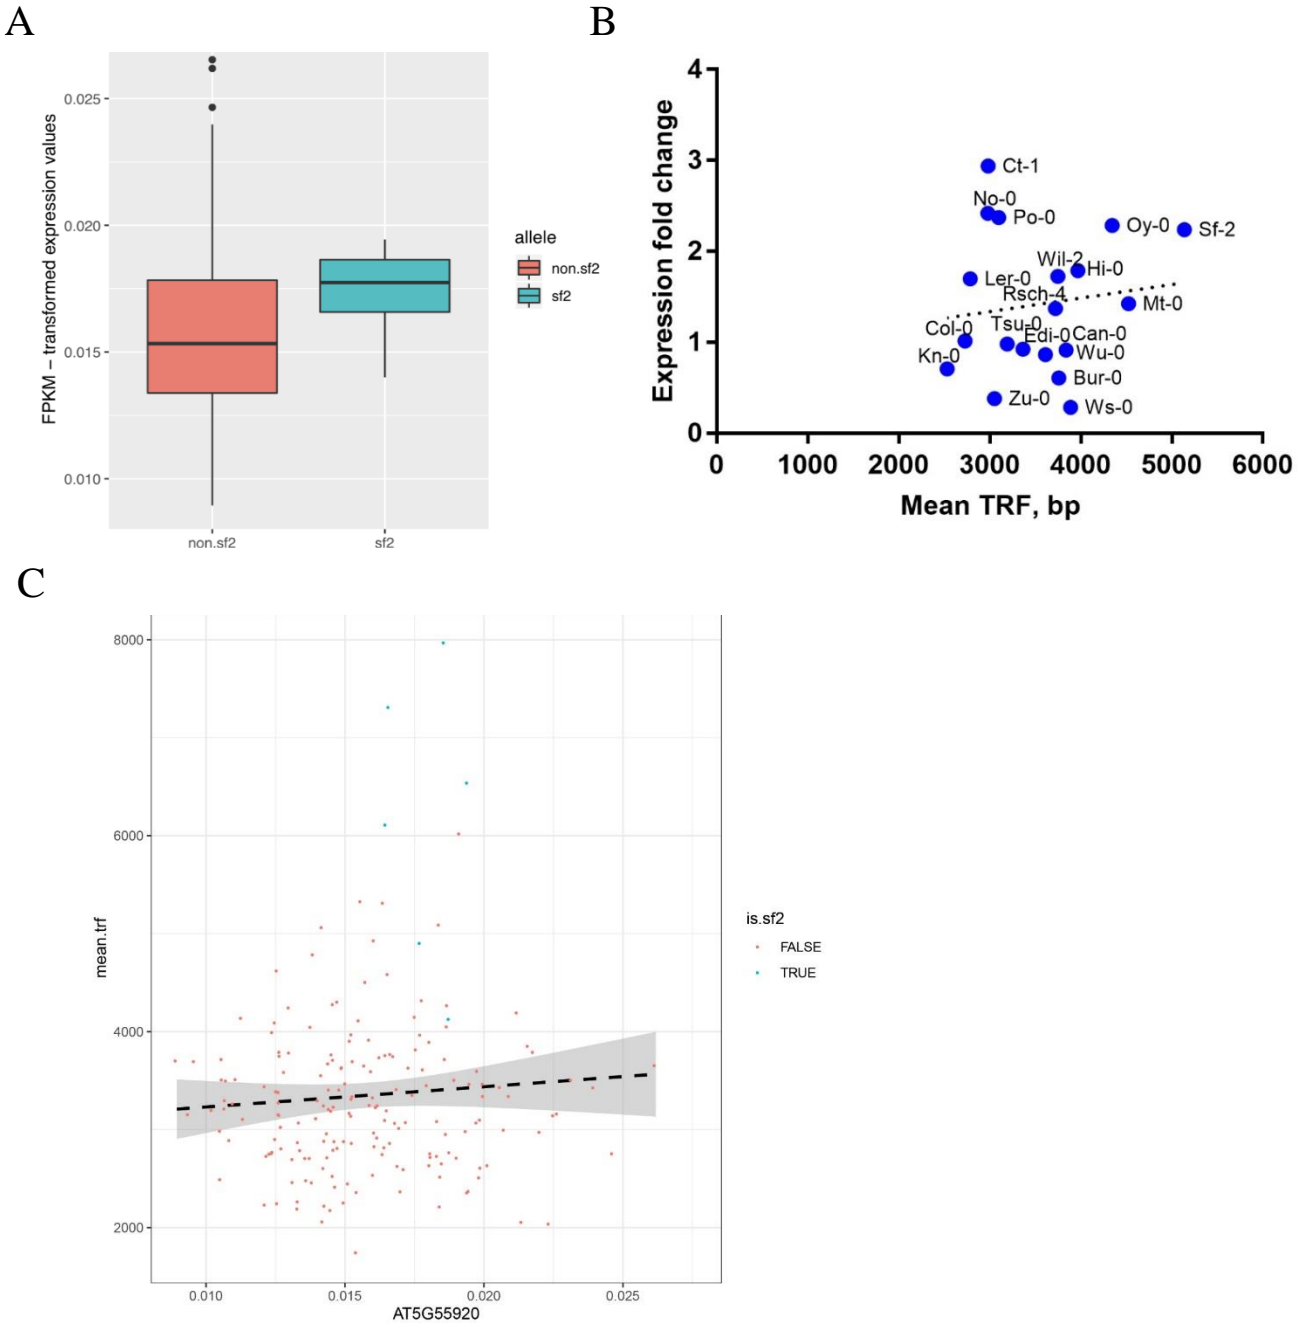 A
B
FPKM – transformed expression values
0.025
0.020
0.015
0.010
non.sf2
sf2
allele
non.sf2
sf2
Expression fold change
4
3
2
1
0
Ct-1
No-0
Po-0
Oy-0
Sf-2
Wil-2
Hi-0
Ler-0
Rsch-4
Mt-0
Tsu-0
Col-0
Edi-0
Can-0
Kn-0
Wu-0
Bur-0
Zu-0
Ws-0
0 1000 2000 3000 4000 5000 6000
Mean TRF, bp
C
mean.trf
8000
6000
4000
2000
0.010 0.015 0.020 0.025
AT5G55920
is.sf2
FALSE
TRUE